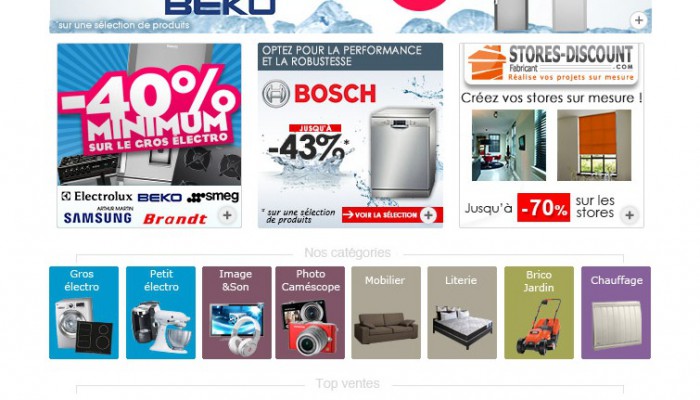 BEKO
*sur une sélection de produits
-40%
MINIMUM
SUR LE GROS ÉLECTRO
Electrolux
ARTHUR MARTIN
BEKO
smeg
SAMSUNG
Brandt
OPTEZ POUR LA PERFORMANCE
ET LA ROBUSTESSE
BOSCH
JUSQU'À
-43%*
* sur une sélection
de produits
VOIR LA SÉLECTION
STORES-DISCOUNT
Fabricant
.COM
Réalise vos projets sur mesure
Créez vos stores sur mesure !
Jusqu'à -70% sur les
stores
Nos catégories
Gros
électro
Petit
électro
Image
&Son
Photo
Caméscope
Mobilier
Literie
Brico
Jardin
Chauffage
Top ventes